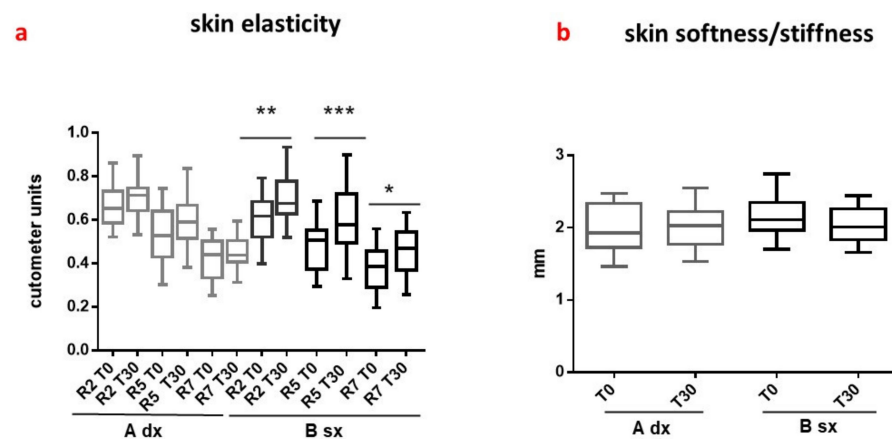 a
skin elasticity
** *** *
cutometer units
1.0
0.8
0.6
0.4
0.2
0.0
R2 T0
R2 T30
R5 T0
R5 T30
R7 T0
R7 T30
R2 T0
R2 T30
R5 T0
R5 T30
R7 T0
R7 T30
A dx B sx
b
skin softness/stiffness
mm
3
2
1
0
T0
T30
T0
T30
A dx B sx